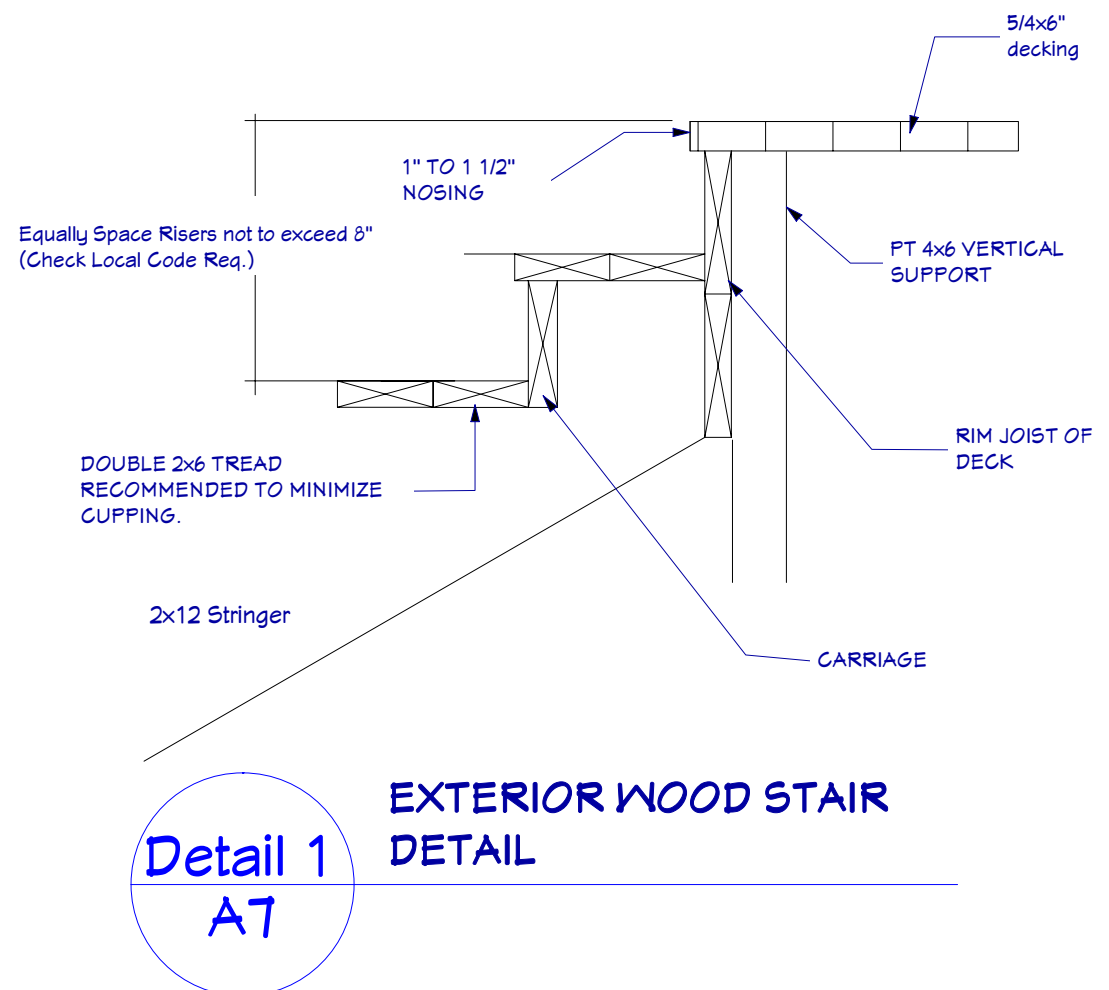 5/4x6"
decking
1" TO 1 1/2"
NOSING
Equally Space Risers not to exceed 8"
(Check Local Code Req.)
PT 4x6 VERTICAL
SUPPORT
RIM JOIST OF
DECK
DOUBLE 2x6 TREAD
RECOMMENDED TO MINIMIZE
CUPPING.
2x12 Stringer
CARRIAGE
EXTERIOR WOOD STAIR
DETAIL
Detail 1
A7